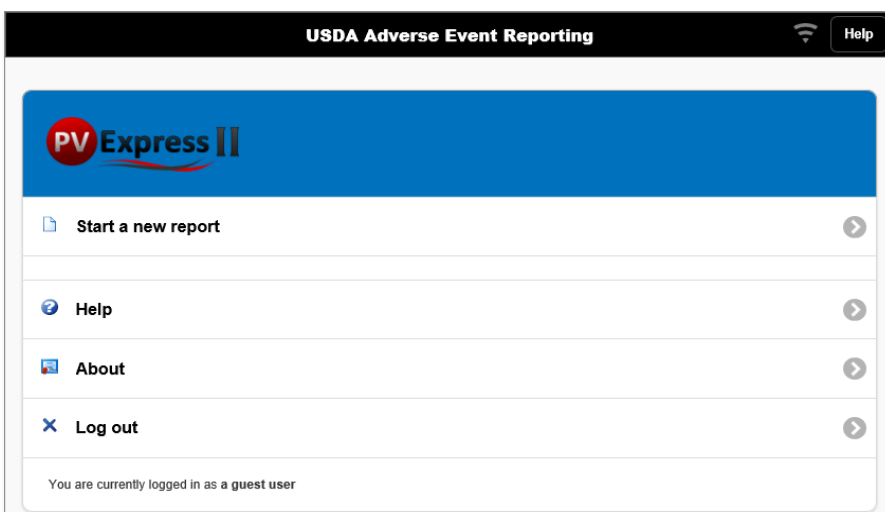 USDA Adverse Event Reporting
Help
PV Express II
Start a new report
Help
About
Log out
You are currently logged in as a guest user